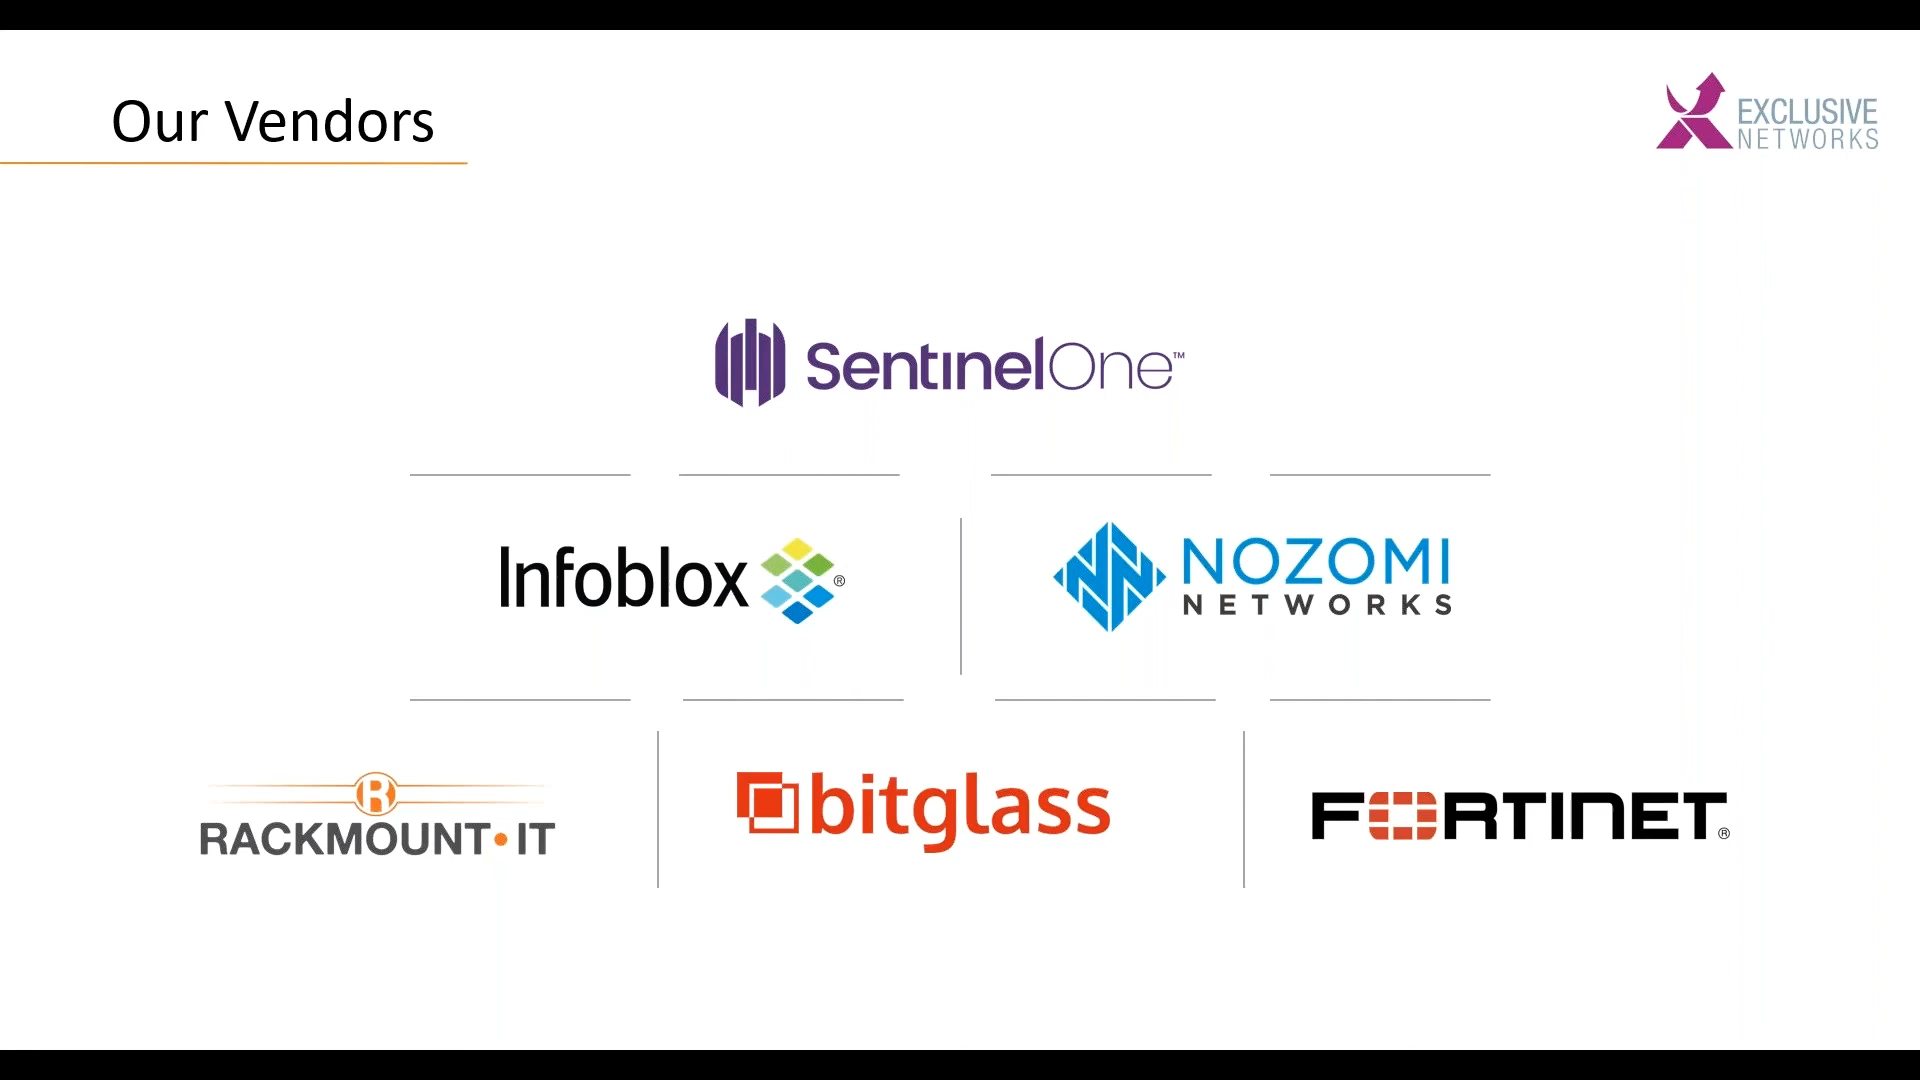 Our Vendors
EXCLUSIVE
NETWORKS
SentinelOne™
Infoblox®
NOZOMI
NETWORKS
R
RACKMOUNT•IT
bitglass
FORTINET®